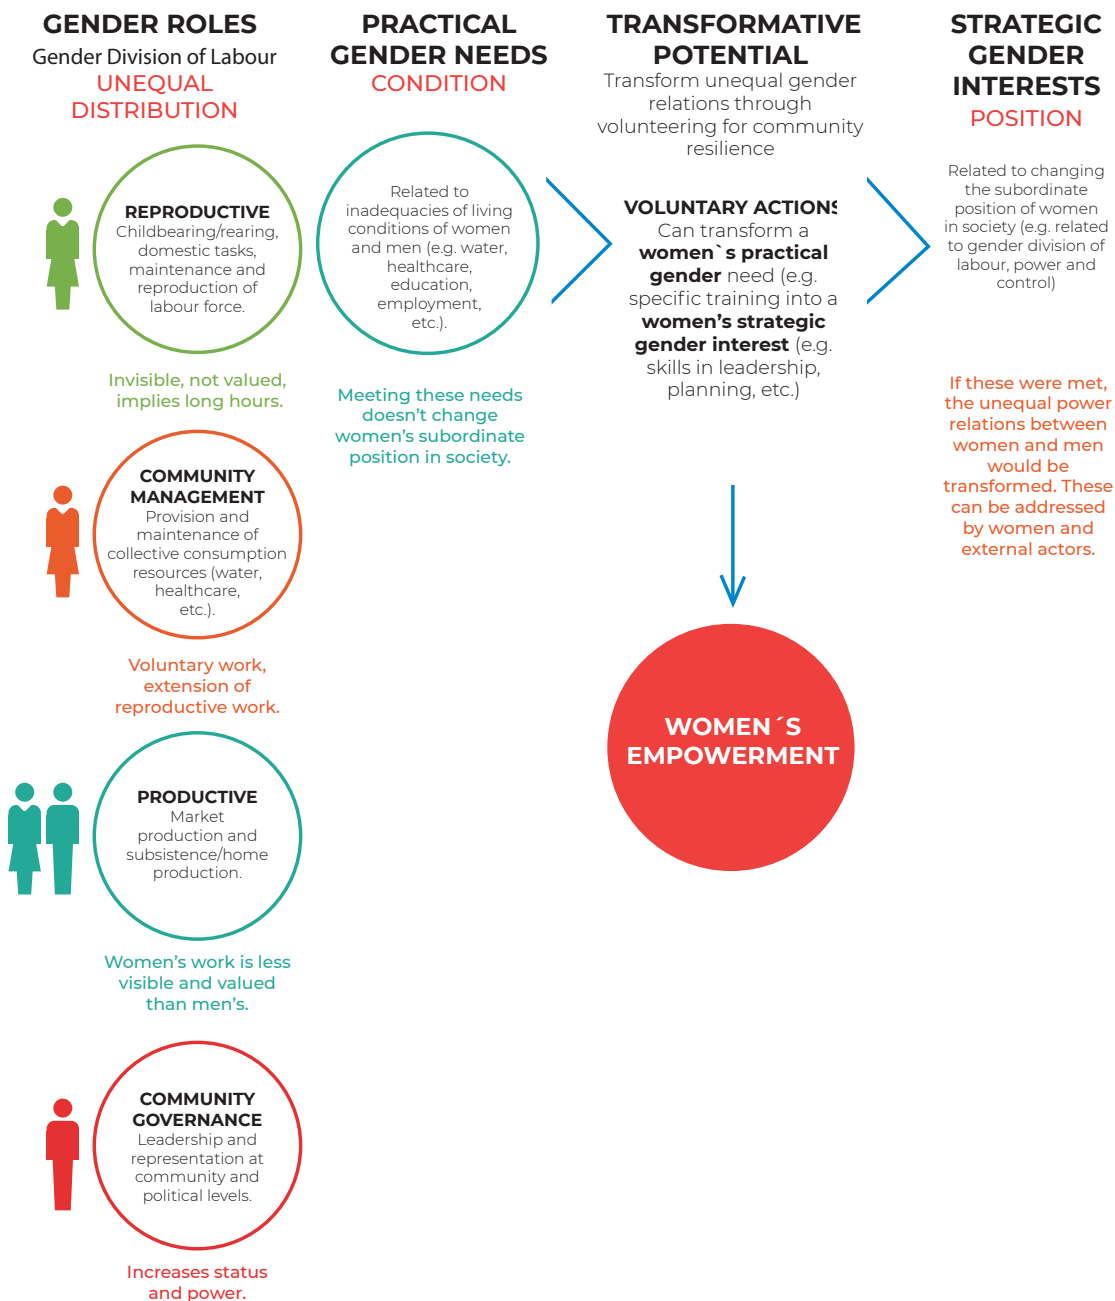 GENDER ROLES
Gender Division of Labour
UNEQUAL
DISTRIBUTION
REPRODUCTIVE
Childbearing/rearing,
domestic tasks,
maintenance and
reproduction of
labour force.
Invisible, not valued,
implies long hours.
COMMUNITY
MANAGEMENT
Provision and
maintenance of
collective consumption
resources (water,
healthcare,
etc.).
Voluntary work,
extension of
reproductive work.
PRODUCTIVE
Market
production and
subsistence/home
production.
Women’s work is less
visible and valued
than men’s.
COMMUNITY
GOVERNANCE
Leadership and
representation at
community and
political levels.
Increases status
and power.
PRACTICAL
GENDER NEEDS
CONDITION
Related to
inadequacies of living
conditions of women
and men (e.g. water,
healthcare,
education,
employment,
etc.).
Meeting these needs
doesn’t change
women’s subordinate
position in society.
TRANSFORMATIVE
POTENTIAL
Transform unequal gender
relations through
volunteering for community
resilience
VOLUNTARY ACTIONS
Can transform a
women`s practical
gender need (e.g.
specific training into a
women’s strategic
gender interest (e.g.
skills in leadership,
planning, etc.)
WOMEN´S
EMPOWERMENT
STRATEGIC
GENDER
INTERESTS
POSITION
Related to changing
the subordinate
position of women
in society (e.g. related
to gender division of
labour, power and
control)
If these were met,
the unequal power
relations between
women and men
would be
transformed. These
can be addressed
by women and
external actors.